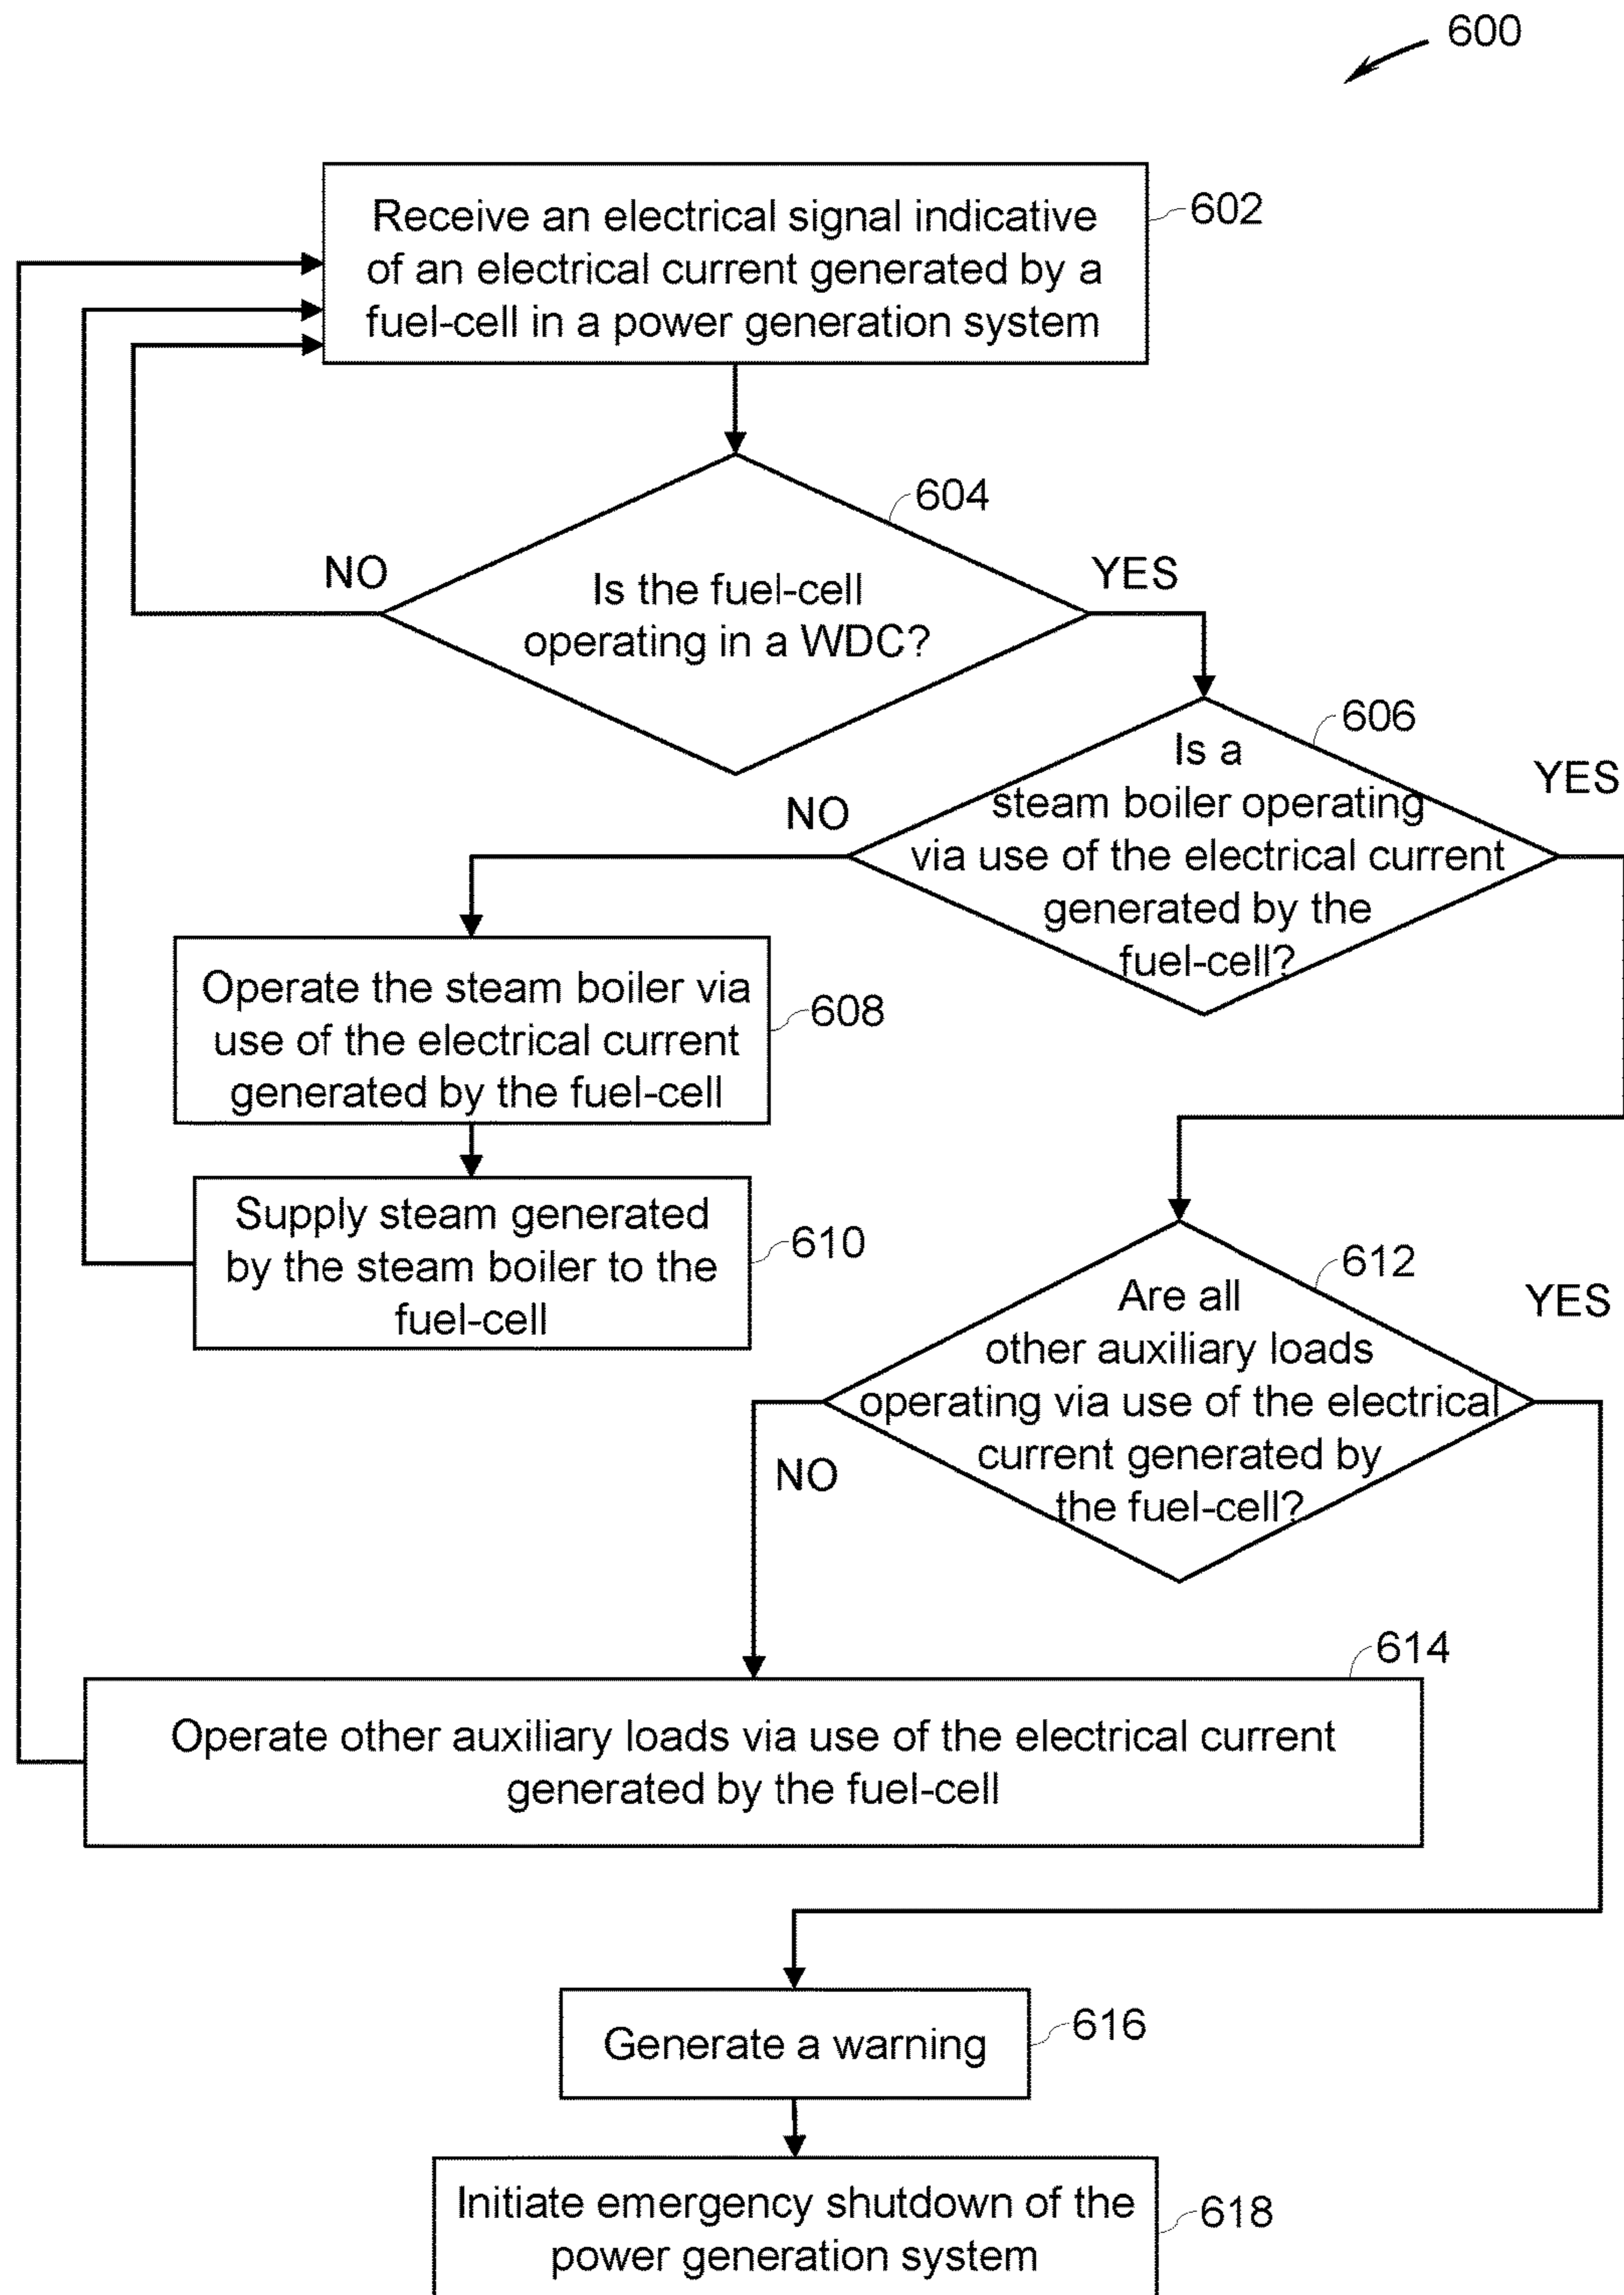 600
Receive an electrical signal indicative
of an electrical current generated by a
fuel-cell in a power generation system
602
604
NO
YES
Is the fuel-cell
operating in a WDC?
606
Is a
steam boiler operating
via use of the electrical current
generated by the
fuel-cell?
NO
YES
Operate the steam boiler via
use of the electrical current
generated by the fuel-cell
608
Supply steam generated
by the steam boiler to the
fuel-cell
610
612
YES
Are all
other auxiliary loads
operating via use of the electrical
current generated by
the fuel-cell?
NO
614
Operate other auxiliary loads via use of the electrical current
generated by the fuel-cell
Generate a warning
616
Initiate emergency shutdown of the
power generation system
618